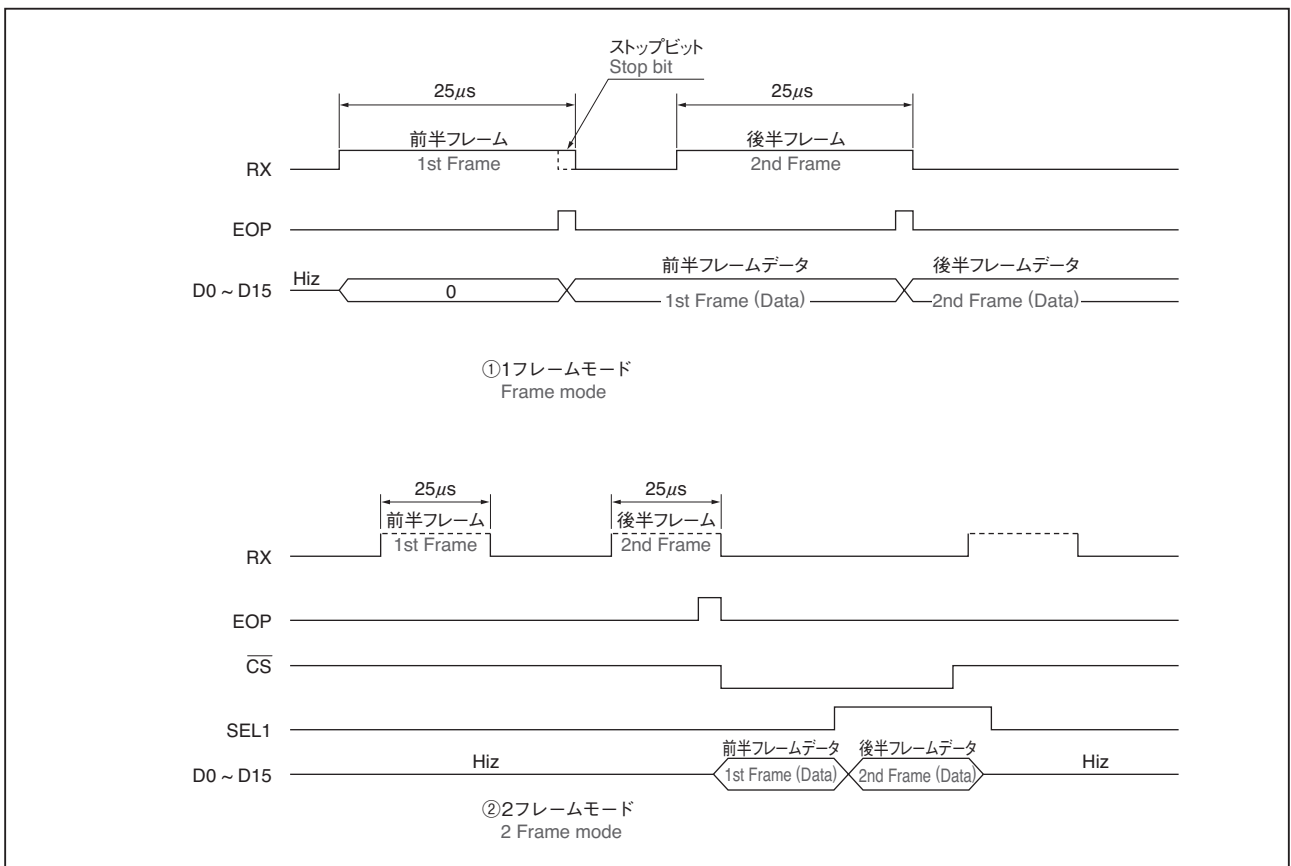 ストップビット
Stop bit
25μs
25μs
前半フレーム
後半フレーム
RX
1st Frame
2nd Frame
EOP
前半フレームデータ
後半フレームデータ
D0 ~ D15
Hiz
0
1st Frame (Data)
2nd Frame (Data)
①1フレームモード
Frame mode
25μs
25μs
前半フレーム
後半フレーム
RX
1st Frame
2nd Frame
EOP
CS
SEL1
前半フレームデータ
後半フレームデータ
D0 ~ D15
Hiz
1st Frame (Data)
2nd Frame (Data)
Hiz
②2フレームモード
2 Frame mode